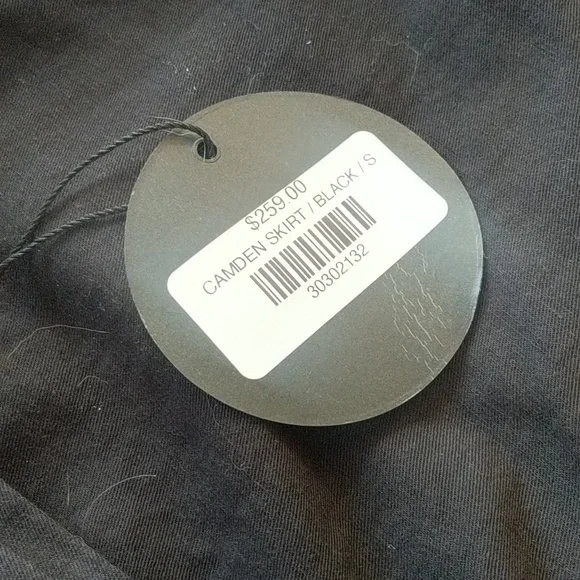 $259.00
CAMDEN SKIRT / BLACK / S
30302132